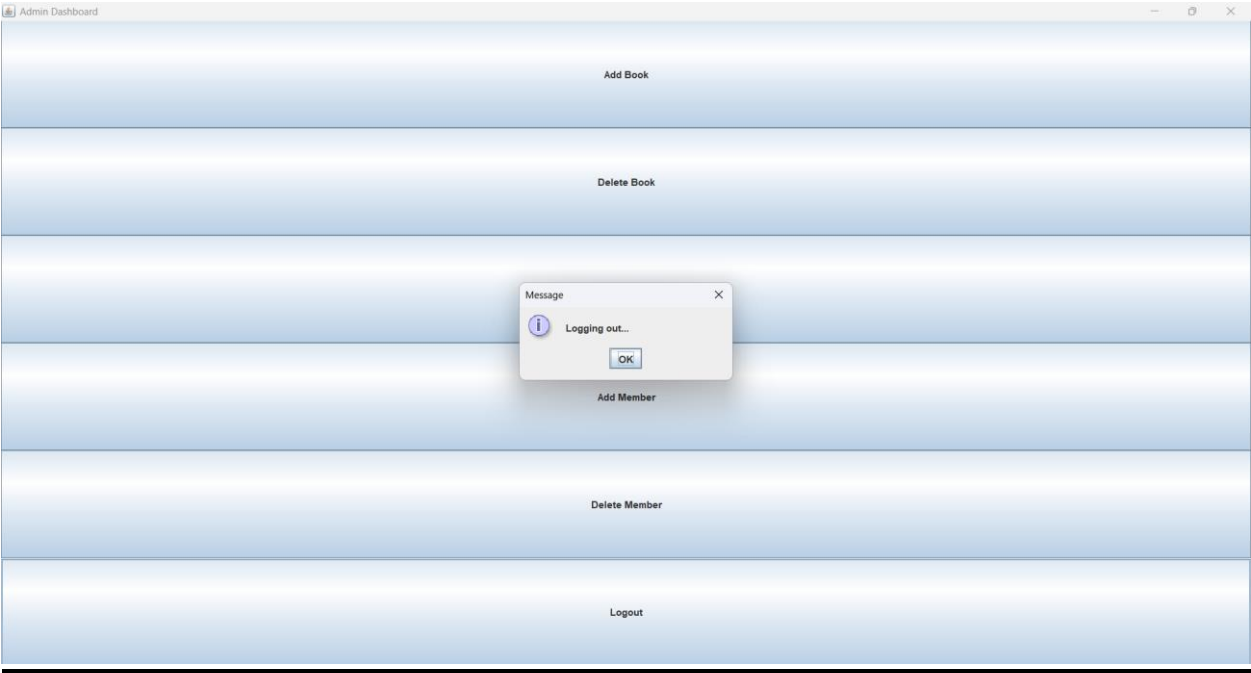 Admin Dashboard
Add Book
Delete Book
Message
Logging out...
OK
Add Member
Delete Member
Logout